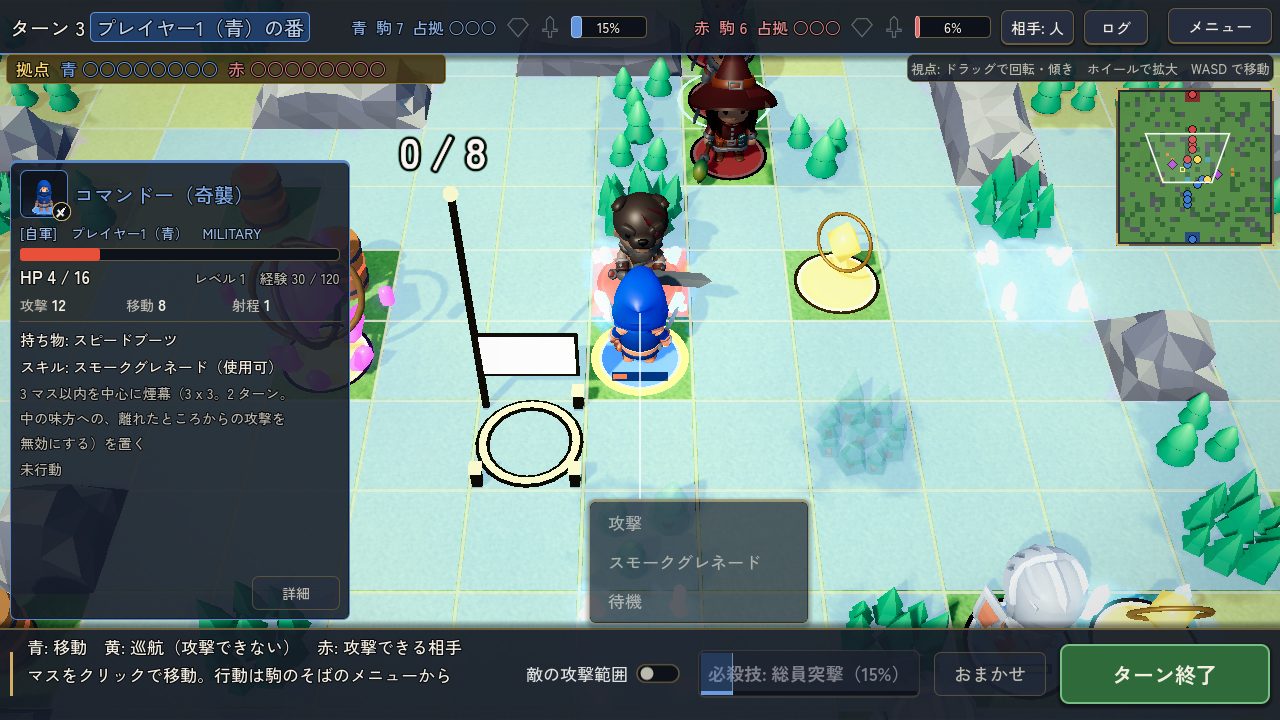 ターン 3 プレイヤー1（青）の番 青 駒 7 占拠 〇〇〇 15% 赤 駒 6 占拠 〇〇〇 6% 相手: 人 ログ メニュー
拠点 青 〇〇〇〇〇〇〇〇 赤 〇〇〇〇〇〇〇〇
視点: ドラッグで回転・傾き ホイールで拡大 WASD で移動
0 / 8
コマンドー（奇襲）
[自軍] プレイヤー1（青） MILITARY
HP 4 / 16 レベル 1 経験 30 / 120
攻撃 12 移動 8 射程 1
持ち物: スピードブーツ
スキル: スモークグレネード（使用可）
3 マス以内を中心に煙幕（3 x 3。2 ターン。
中の味方への、離れたところからの攻撃を
無効にする）を置く
未行動
詳細
攻撃
スモークグレネード
待機
青: 移動 黄: 巡航（攻撃できない） 赤: 攻撃できる相手
マスをクリックで移動。行動は駒のそばのメニューから
敵の攻撃範囲
必殺技: 総員突撃（15%）
おまかせ
ターン終了